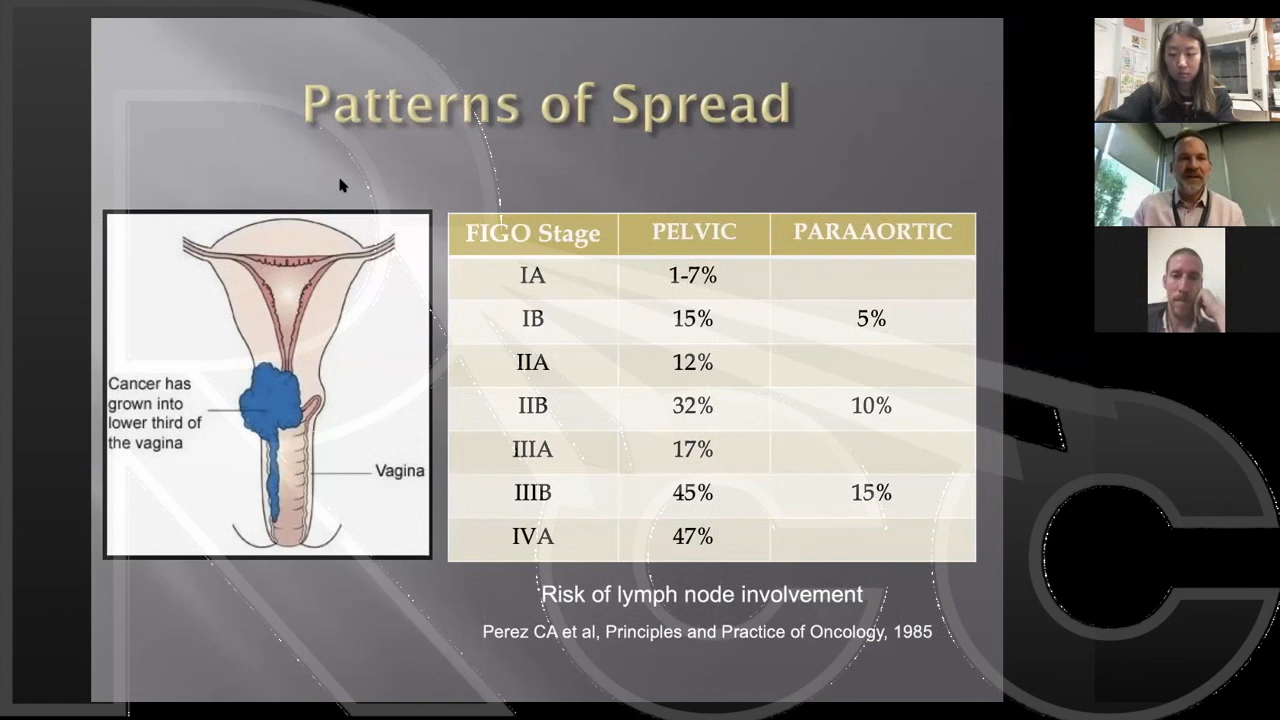 Patterns of Spread
Cancer has
grown into
lower third of
the vagina
Vagina
FIGO Stage PELVIC PARAAORTIC
IA 1-7%
IB 15% 5%
IIA 12%
IIB 32% 10%
IIIA 17%
IIIB 45% 15%
IVA 47%
Risk of lymph node involvement
Perez CA et al, Principles and Practice of Oncology, 1985
RCC